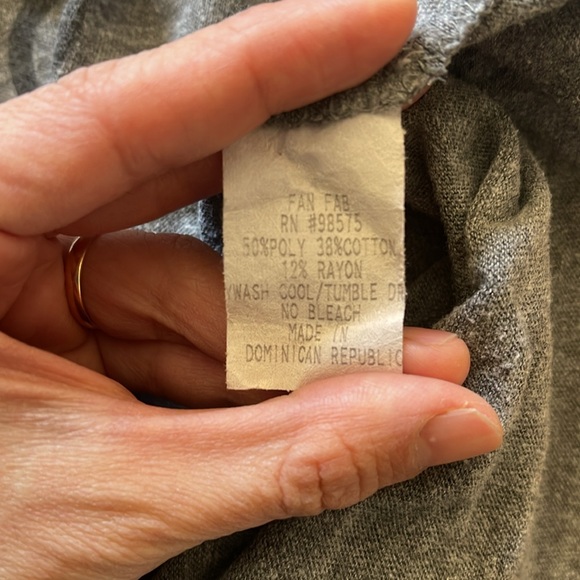 FAN FAB
RN #98575
50%POLY 38%COTTON
12% RAYON
WASH COOL/TUMBLE DR
NO BLEACH
MADE IN
DOMINICAN REPUBLIC